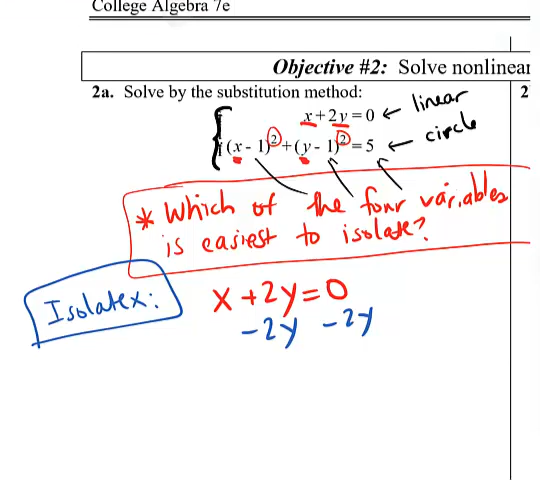 College Algebra 7e
Objective #2: Solve nonlinear
2a. Solve by the substitution method:
2
x + 2y = 0 ← linear
(x - 1)² + (y - 1)² = 5 ← circle
* Which of the four variables
is easiest to isolate?
Isolate x: x + 2y = 0
-2y -2y